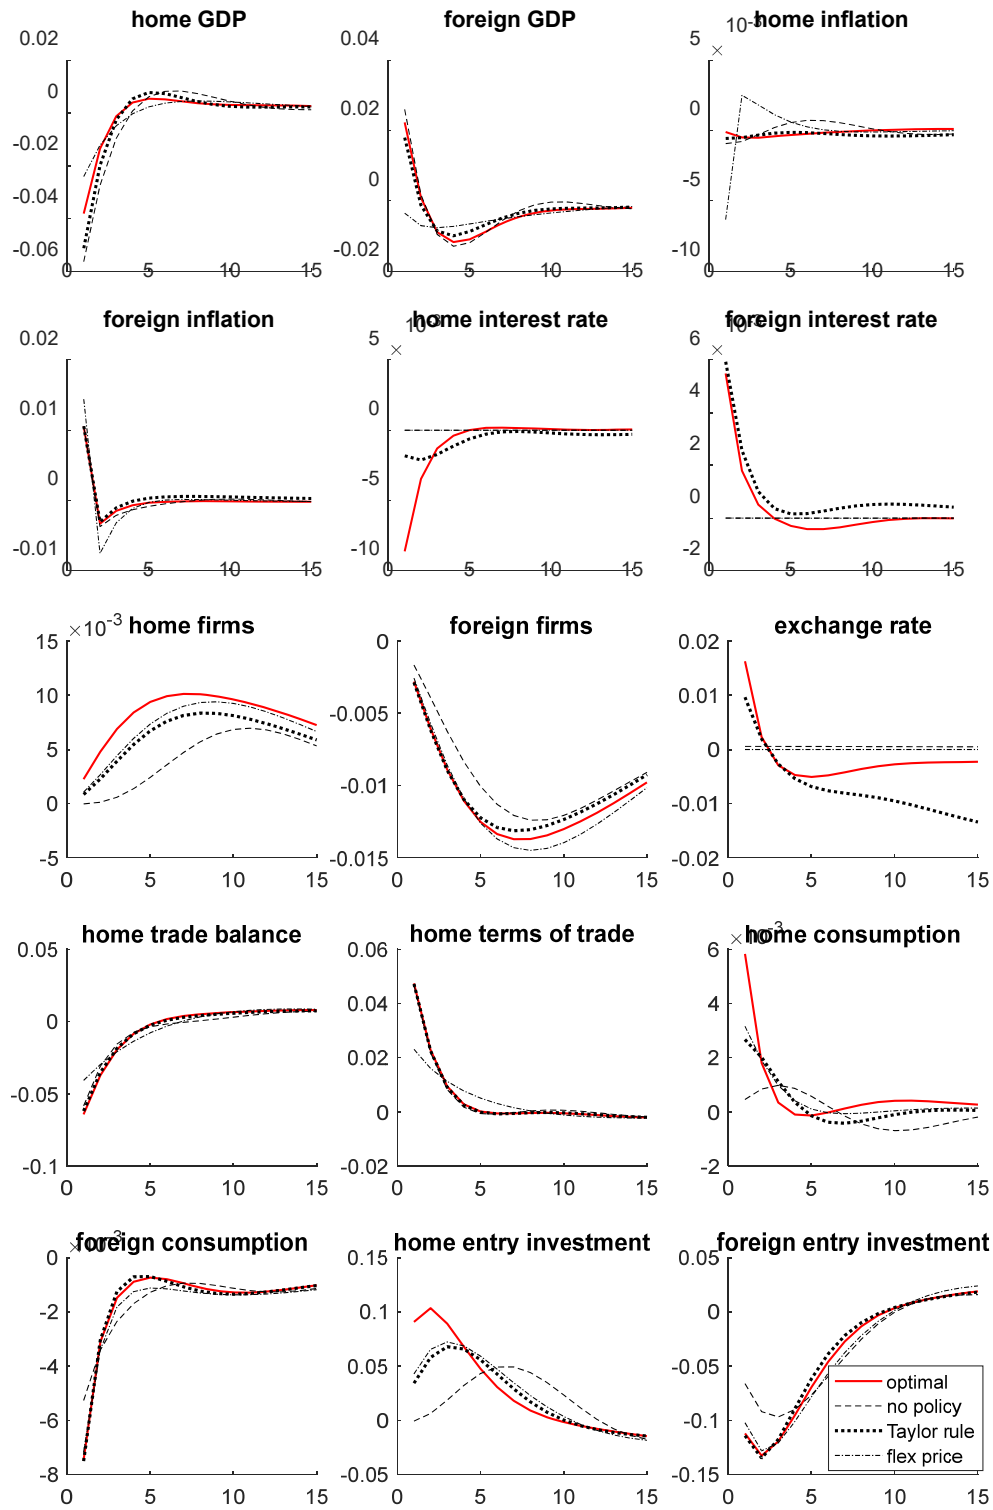 home GDP
0.02
0
-0.02
-0.04
-0.06
0 5 10 15
foreign GDP
0.04
0.02
0
-0.02
0 5 10 15
home inflation
× 10-3
5
0
-5
-10
0 5 10 15
foreign inflation
0.02
0.01
0
-0.01
0 5 10 15
home interest rate
× 10-3
5
0
-5
-10
0 5 10 15
foreign interest rate
× 10-3
6
4
2
0
-2
0 5 10 15
home firms
×10-3
15
10
5
0
-5
0 5 10 15
foreign firms
0
-0.005
-0.01
-0.015
0 5 10 15
exchange rate
0.02
0.01
0
-0.01
-0.02
0 5 10 15
home trade balance
0.05
0
-0.05
-0.1
0 5 10 15
home terms of trade
0.06
0.04
0.02
0
-0.02
0 5 10 15
home consumption
×10-3
6
4
2
0
-2
0 5 10 15
foreign consumption
×10-3
0
-2
-4
-6
-8
0 5 10 15
home entry investment
0.15
0.1
0.05
0
-0.05
0 5 10 15
foreign entry investment
0.05
0
-0.05
-0.1
-0.15
0 5 10 15
optimal
no policy
Taylor rule
flex price